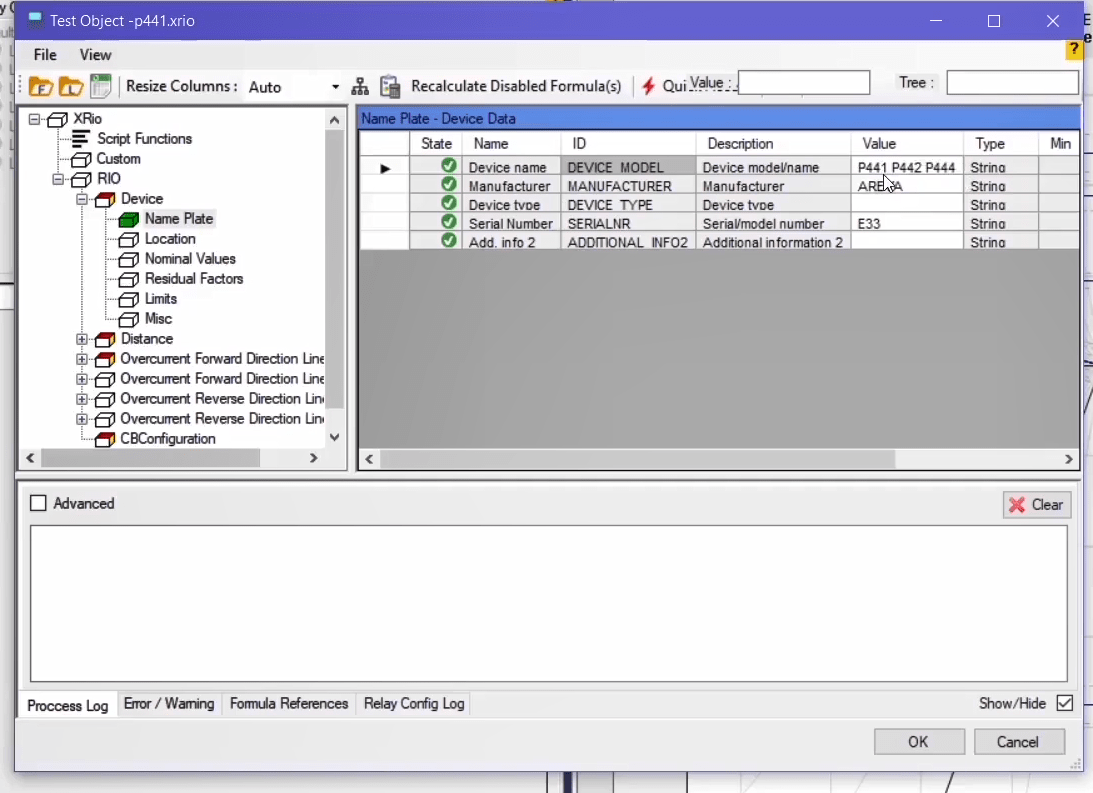 Test Object -p441.xrio
File View
?
Resize Columns : Auto Recalculate Disabled Formula(s) Qui Value : Tree :
XRio
Script Functions
Custom
RIO
Device
Name Plate
Location
Nominal Values
Residual Factors
Limits
Misc
Distance
Overcurrent Forward Direction Line
Overcurrent Forward Direction Line
Overcurrent Reverse Direction Lin
Overcurrent Reverse Direction Lin
CBConfiguration
Name Plate - Device Data
State Name ID Description Value Type Min
Device name DEVICE_MODEL Device model/name P441 P442 P444 String
Manufacturer MANUFACTURER Manufacturer String
Device type DEVICE_TYPE Device type String
Serial Number SERIALNR Serial/model number E33 String
Add. info 2 ADDITIONAL_INFO2 Additional information 2 String
Advanced
Clear
Proccess Log Error / Warning Formula References Relay Config Log Show/Hide
OK Cancel